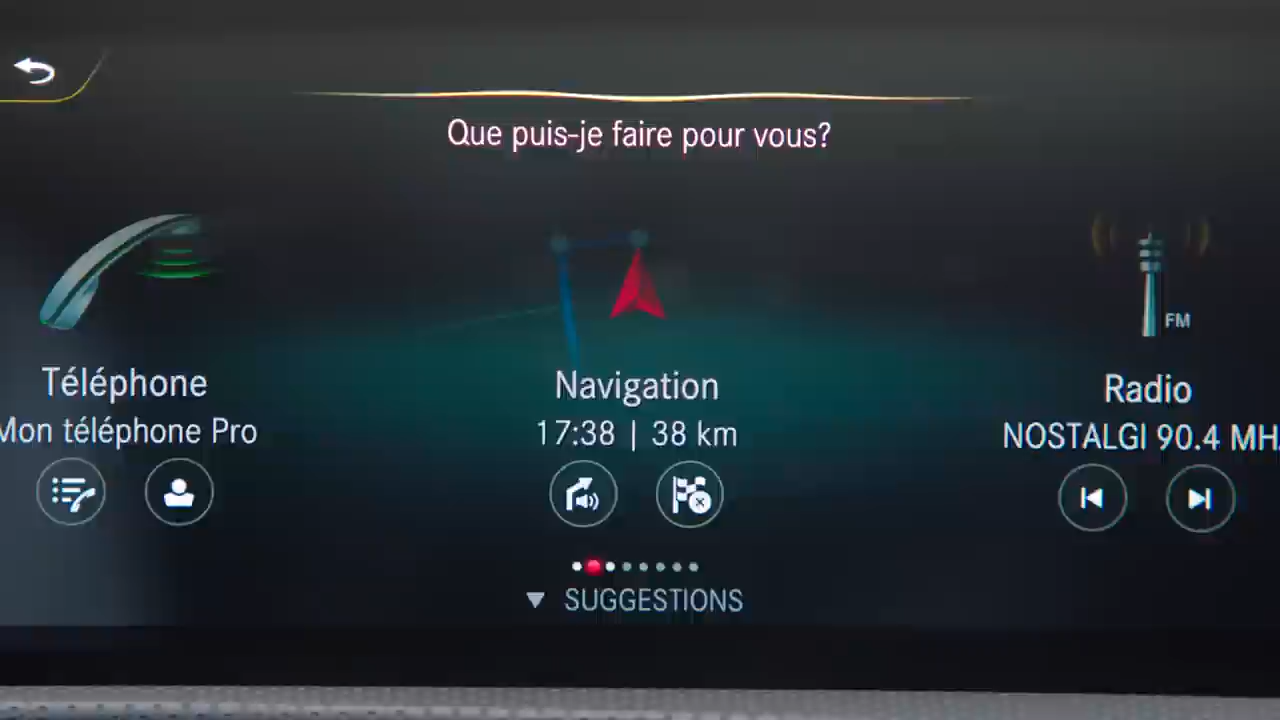 Que puis-je faire pour vous?
FM
Téléphone
Navigation
Radio
Mon téléphone Pro
17:38 | 38 km
NOSTALGI 90.4 MH
SUGGESTIONS